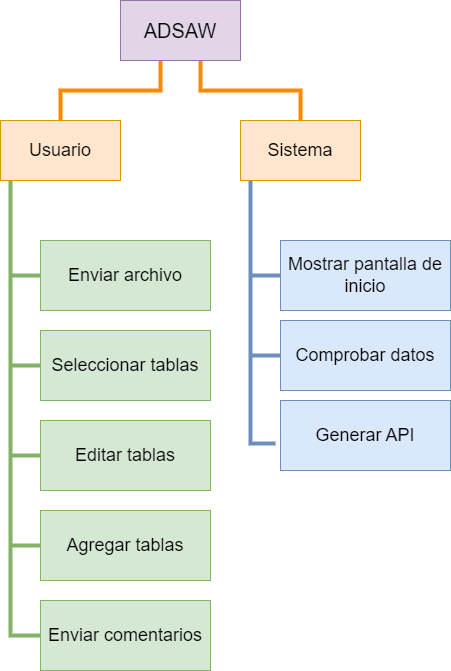 ADSAW
Usuario
Sistema
Enviar archivo
Seleccionar tablas
Editar tablas
Agregar tablas
Enviar comentarios
Mostrar pantalla de
inicio
Comprobar datos
Generar API